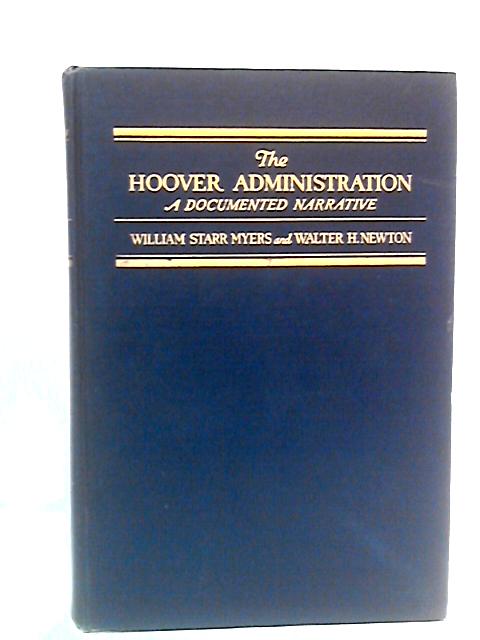 The
HOOVER ADMINISTRATION
A DOCUMENTED NARRATIVE
WILLIAM STARR MYERS and WALTER H. NEWTON